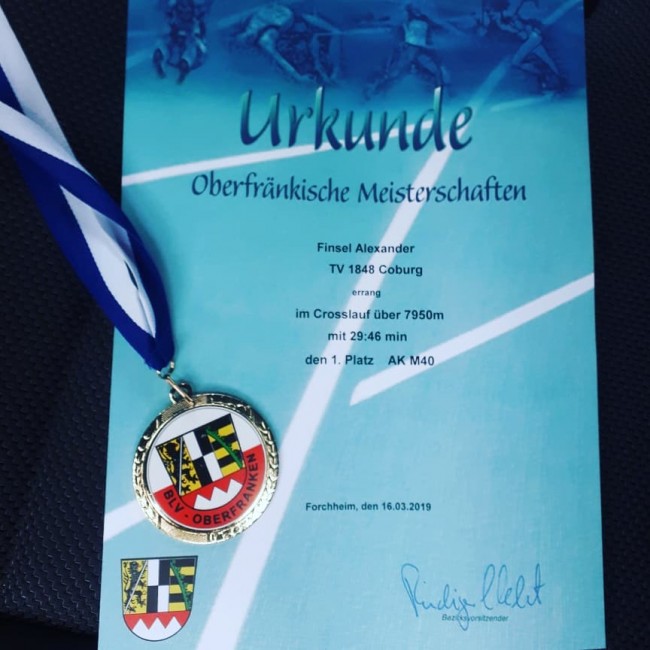 Urkunde
Oberfränkische Meisterschaften
Finsel Alexander
TV 1848 Coburg
errang
im Crosslauf über 7950m
mit 29:46 min
den 1. Platz AK M40
BLV - OBERFRANKEN
Forchheim, den 16.03.2019
Bezirksvorsitzender